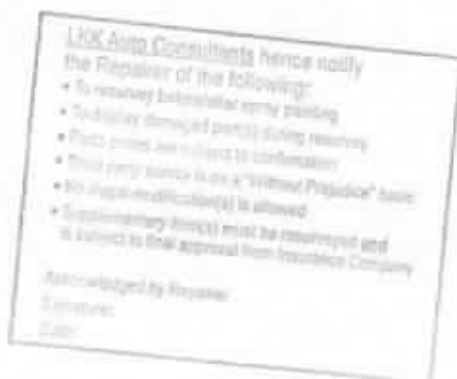 LKK Auto Consultants hence notify
the Repairer of the following:
• To resurvey before/after spray painting
• To display damaged part(s) during resurvey
• Parts prices are subject to confirmation
• Third party survey is on a "Without Prejudice" basis
• No illegal modification(s) is allowed
• Supplementary item(s) must be resurveyed and
is subject to final approval from Insurance Company
Acknowledged by Repairer
Signature:
Date: